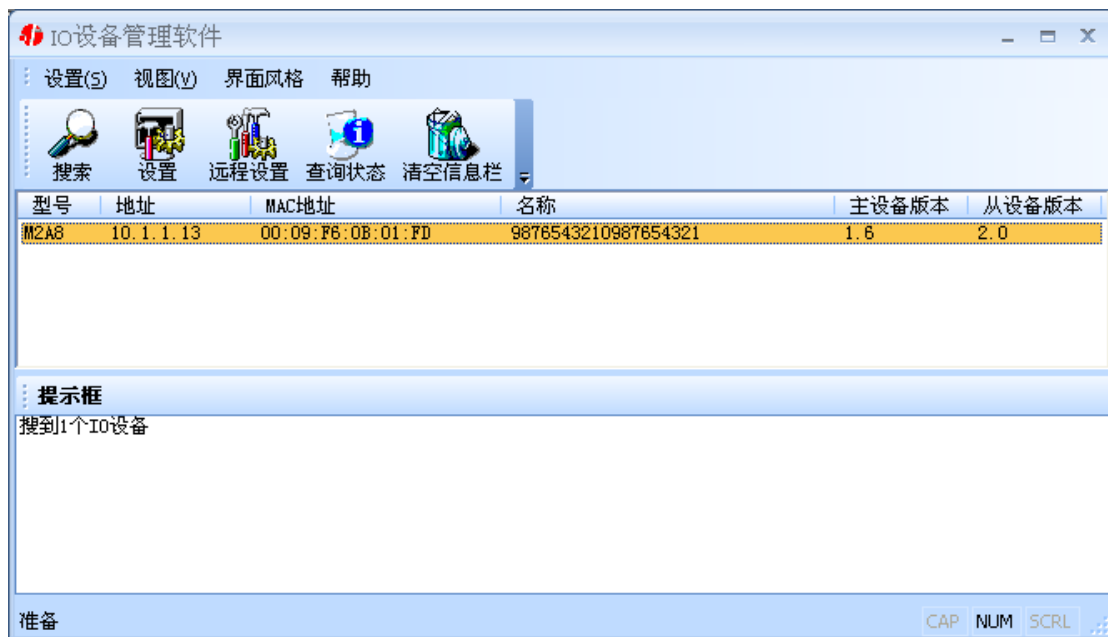 IO设备管理软件
设置(S) 视图(V) 界面风格 帮助
搜索 设置 远程设置 查询状态 清空信息栏
型号 地址 MAC地址 名称 主设备版本 从设备版本
M2A8 10.1.1.13 00:09:F6:0B:01:FD 9876543210987654321 1.6 2.0
提示框
搜到1个IO设备
准备 CAP NUM SCRL